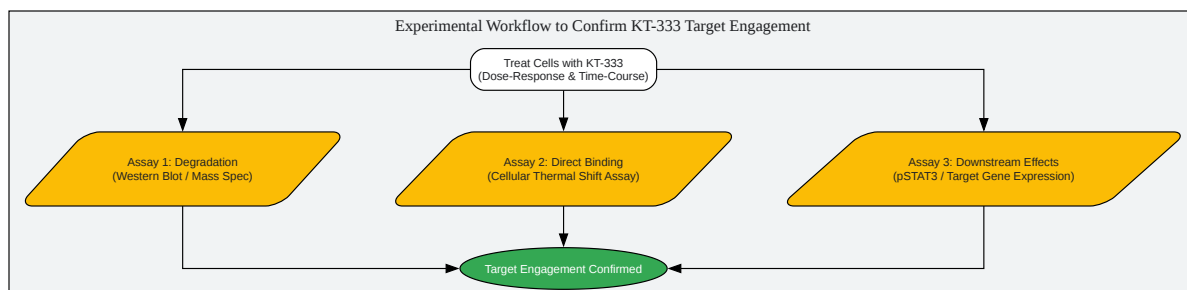 Experimental Workflow to Confirm KT-333 Target Engagement
Treat Cells with KT-333
(Dose-Response & Time-Course)
Assay 1: Degradation
(Western Blot / Mass Spec)
Assay 2: Direct Binding
(Cellular Thermal Shift Assay)
Assay 3: Downstream Effects
(pSTAT3 / Target Gene Expression)
Target Engagement Confirmed